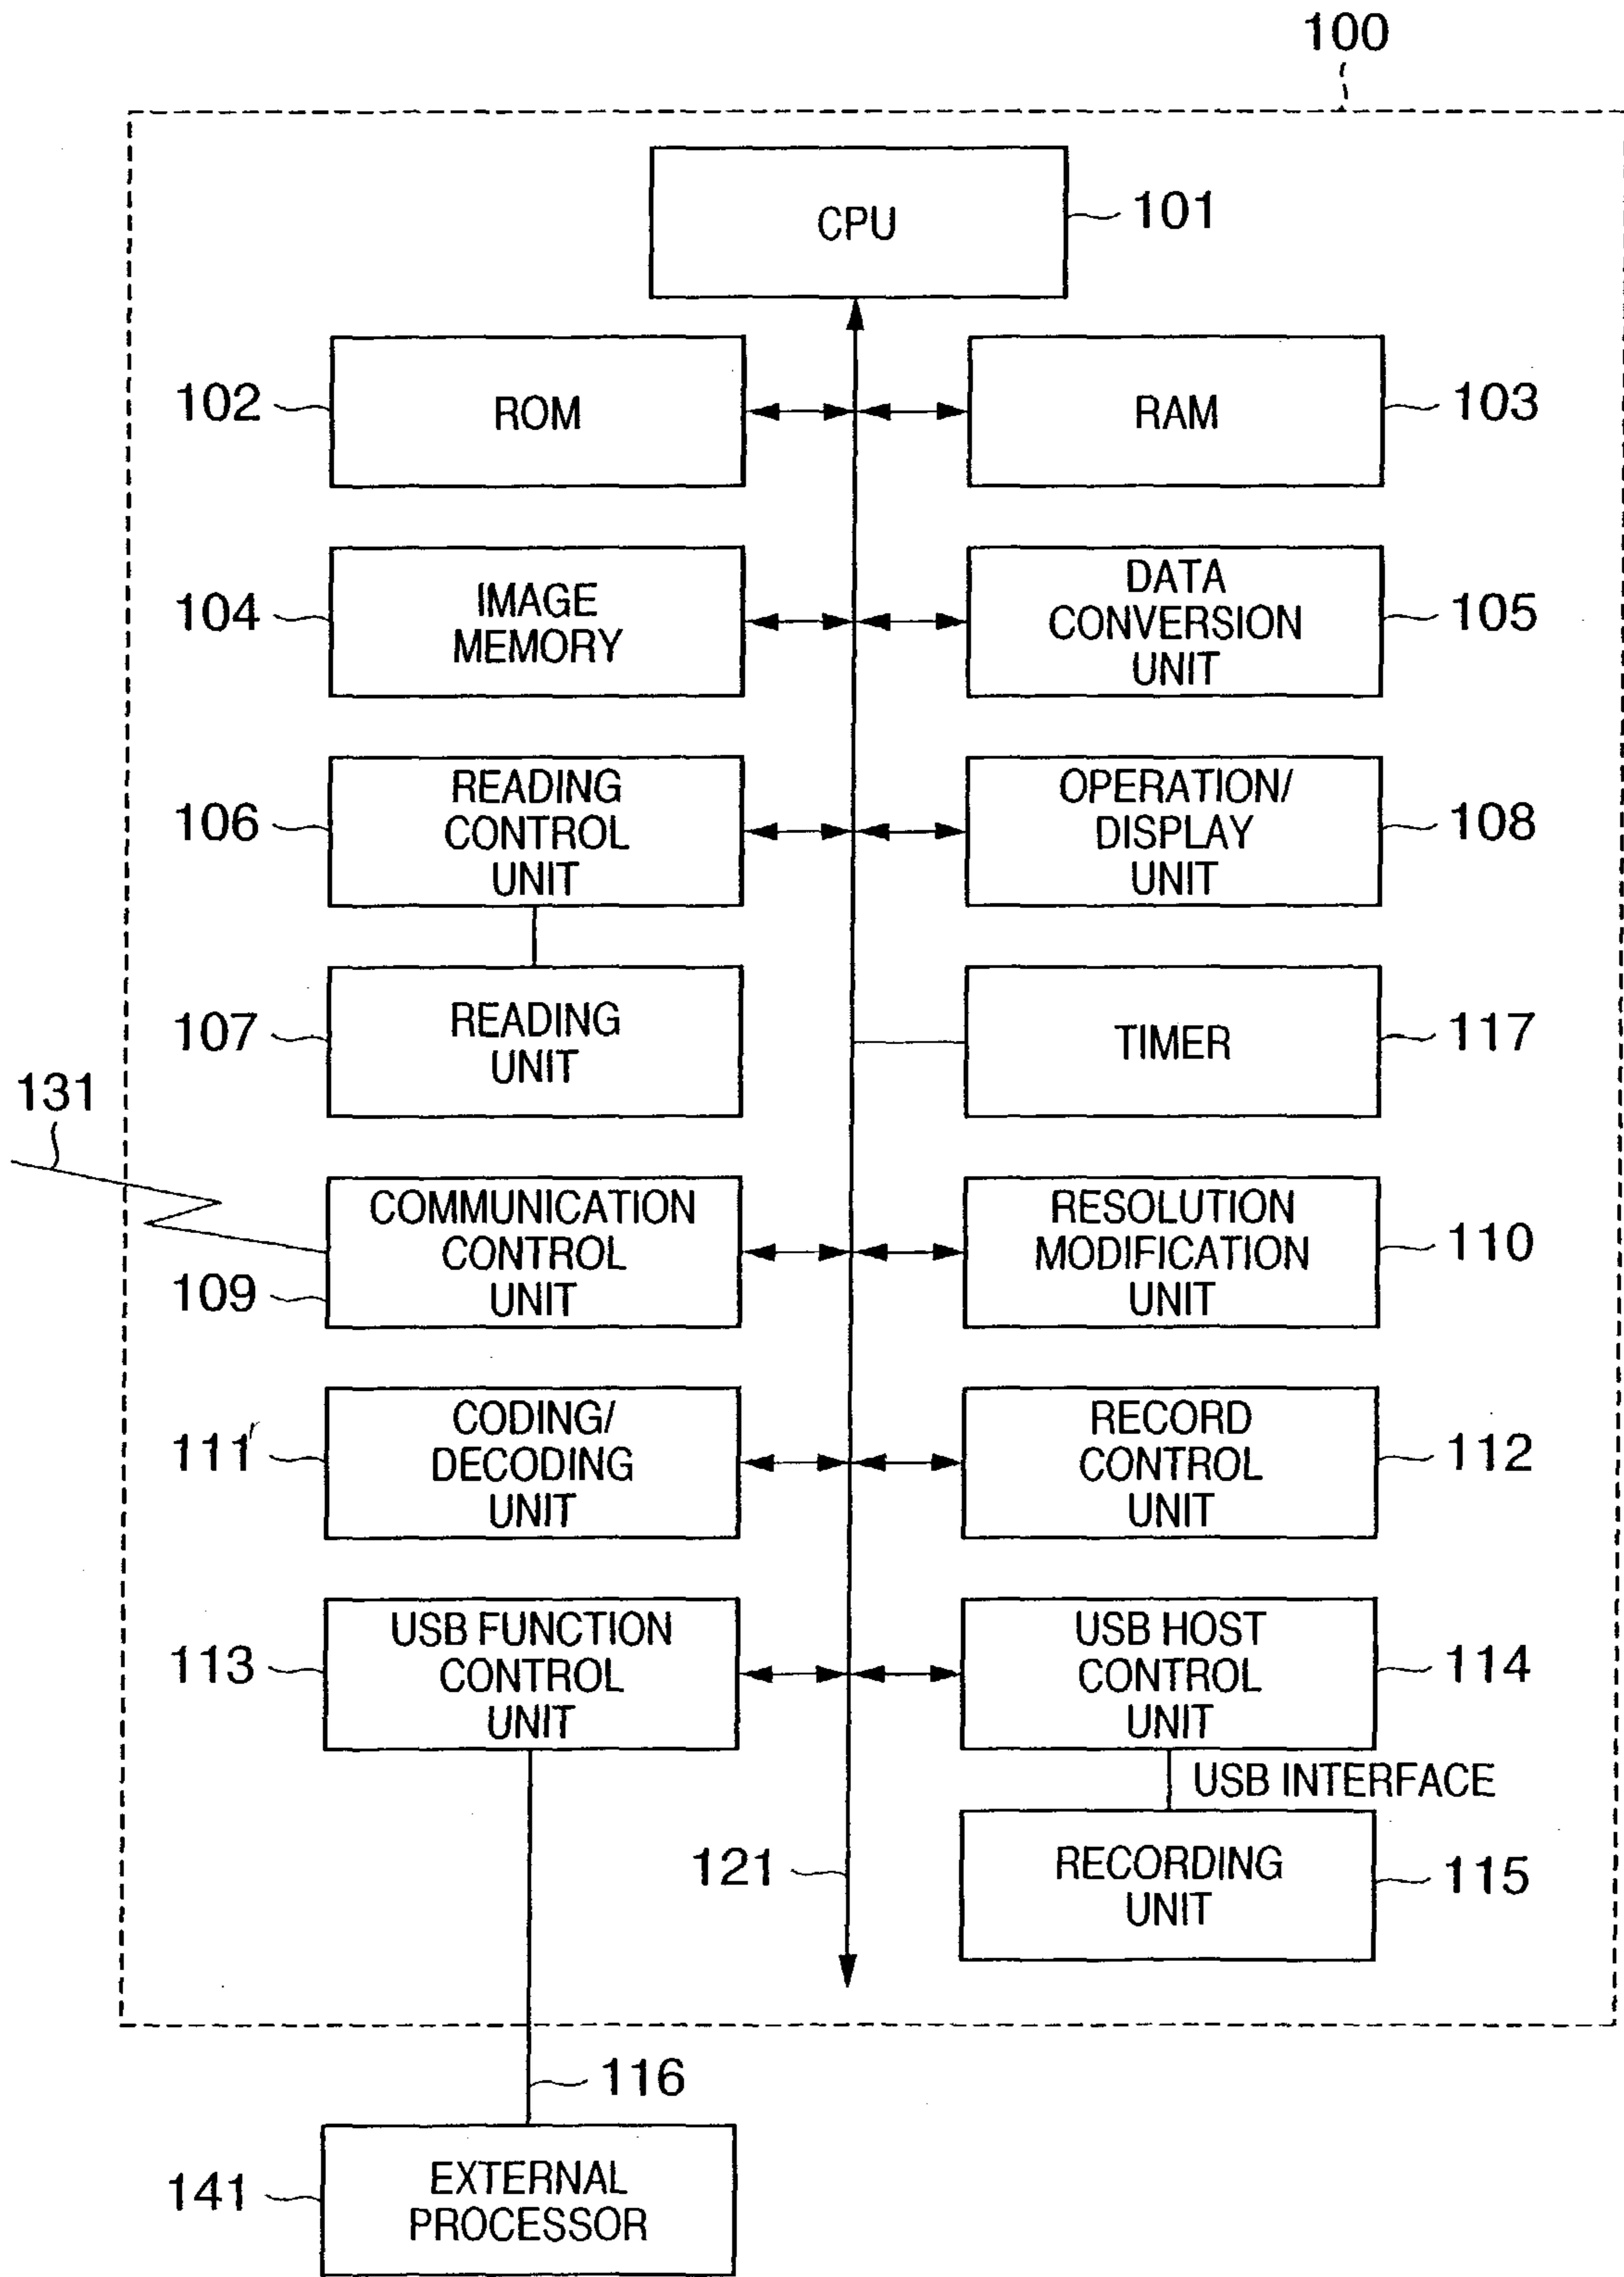 100
CPU
101
102
ROM
RAM
103
104
IMAGE
MEMORY
DATA
CONVERSION
UNIT
105
106
READING
CONTROL
UNIT
OPERATION/
DISPLAY
UNIT
108
107
READING
UNIT
TIMER
117
131
COMMUNICATION
CONTROL
UNIT
109
RESOLUTION
MODIFICATION
UNIT
110
111
CODING/
DECODING
UNIT
RECORD
CONTROL
UNIT
112
113
USB FUNCTION
CONTROL
UNIT
USB HOST
CONTROL
UNIT
114
USB INTERFACE
121
RECORDING
UNIT
115
116
141
EXTERNAL
PROCESSOR